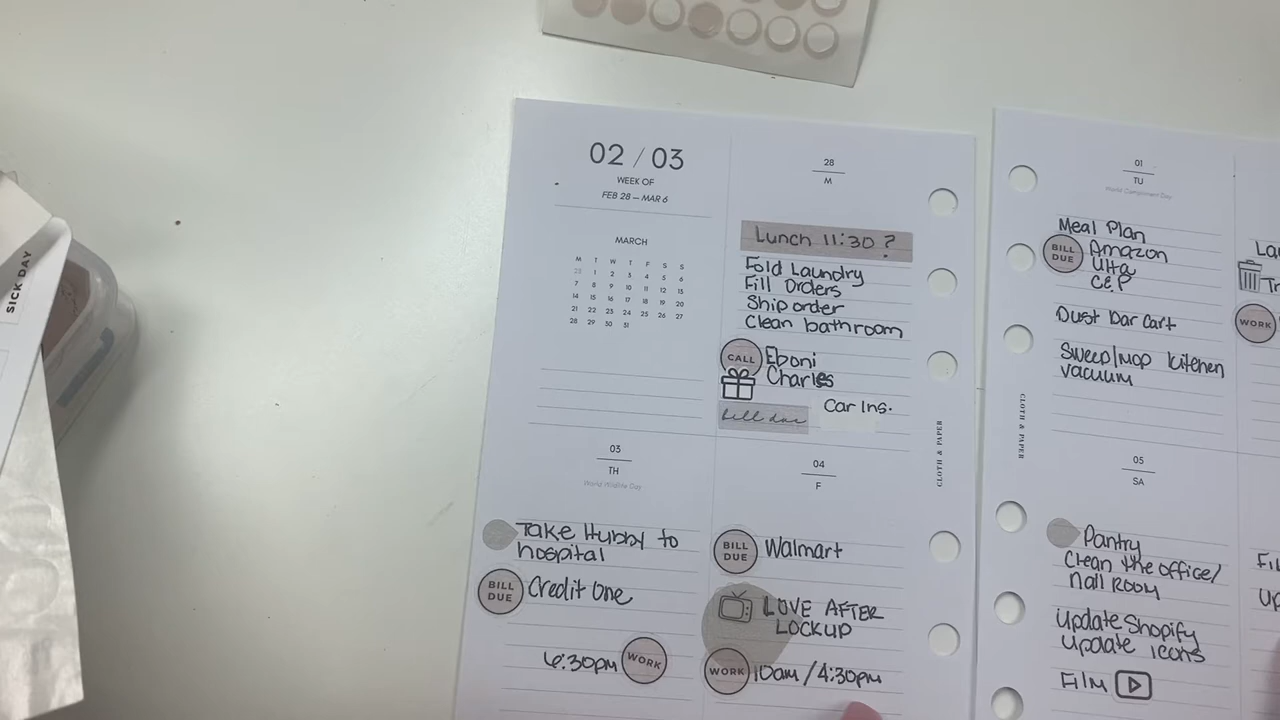 SICK DAY
02 / 03
WEEK OF
FEB 28 — MAR 6
MARCH
M T W T F S S
28 1 2 3 4 5 6
7 8 9 10 11 12 13
14 15 16 17 18 19 20
21 22 23 24 25 26 27
28 29 30 31
28
M
Lunch 11:30 ?
Fold Laundry
Fill Orders
Ship order
Clean bathroom
CALL Eboni
Charles
bill due Car Ins.
03
TH
World Wildlife Day
Take Hubby to
hospital
BILL DUE Credit One
6:30pm WORK
04
F
BILL DUE Walmart
LOVE AFTER
LOCKUP
WORK 10am/4:30pm
CLOTH & PAPER
01
TU
Meal Plan
BILL DUE Amazon
Ulta
C&P
Dust Bar Cart
Sweep/Mop kitchen
vacuum
WORK
CLOTH & PAPER
05
SA
Pantry
Clean the office/
Nail Room
Update Shopify
Update icons
Film